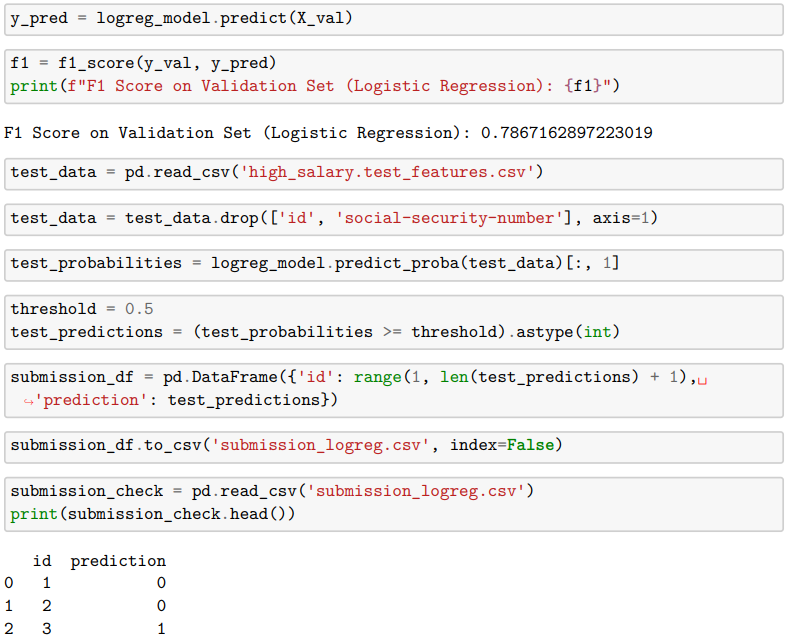 y_pred = logreg_model.predict(X_val)
f1 = f1_score(y_val, y_pred)
print(f"F1 Score on Validation Set (Logistic Regression): {f1}")
F1 Score on Validation Set (Logistic Regression): 0.7867162897223019
test_data = pd.read_csv('high_salary.test_features.csv')
test_data = test_data.drop(['id', 'social-security-number'], axis=1)
test_probabilities = logreg_model.predict_proba(test_data)[:, 1]
threshold = 0.5
test_predictions = (test_probabilities >= threshold).astype(int)
submission_df = pd.DataFrame({'id': range(1, len(test_predictions) + 1),␣
↪'prediction': test_predictions})
submission_df.to_csv('submission_logreg.csv', index=False)
submission_check = pd.read_csv('submission_logreg.csv')
print(submission_check.head())
id prediction
0 1 0
1 2 0
2 3 1